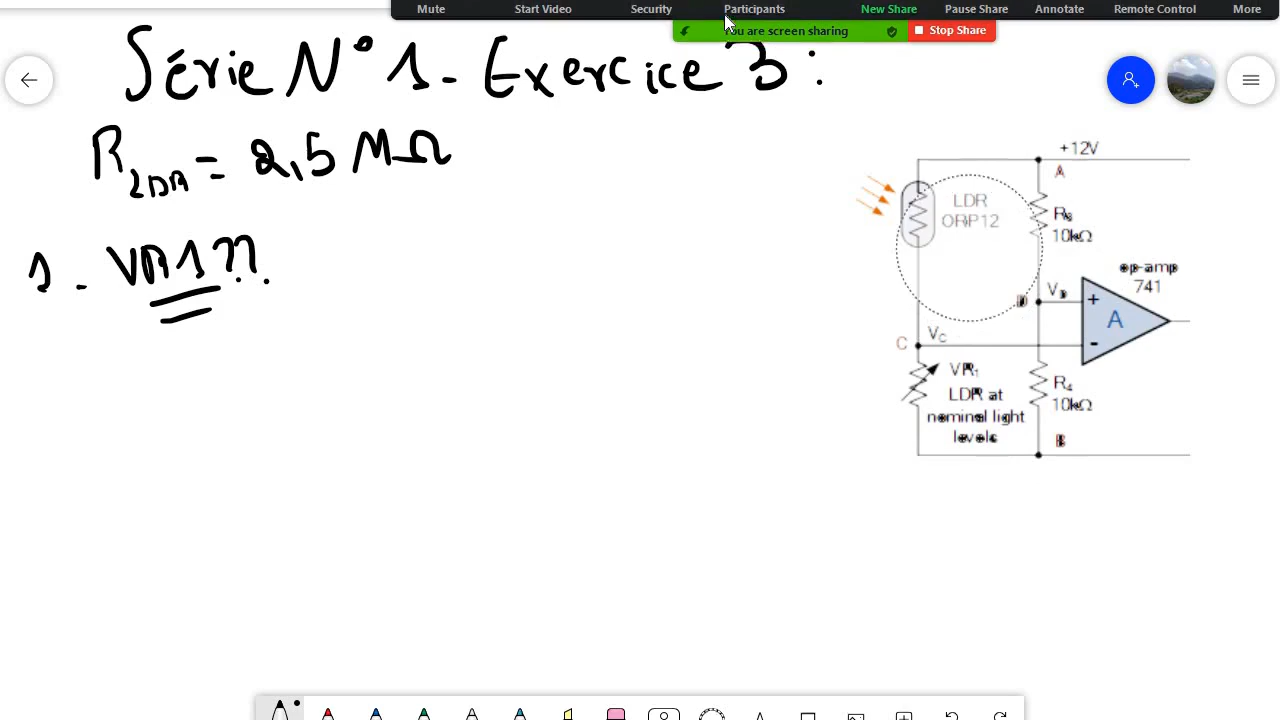 Mute Start Video Security Participants New Share Pause Share Annotate Remote Control More
You are screen sharing Stop Share
Série N° 1 - Exercice 3 :
R LDR = 2,5 MΩ
1 - VR1 ??
+12V
A
LDR
ORP12
R3
10kΩ
op-amp
741
D VD
+
A
C VC
-
VR1
LDR at
nominal light
levels
R4
10kΩ
B